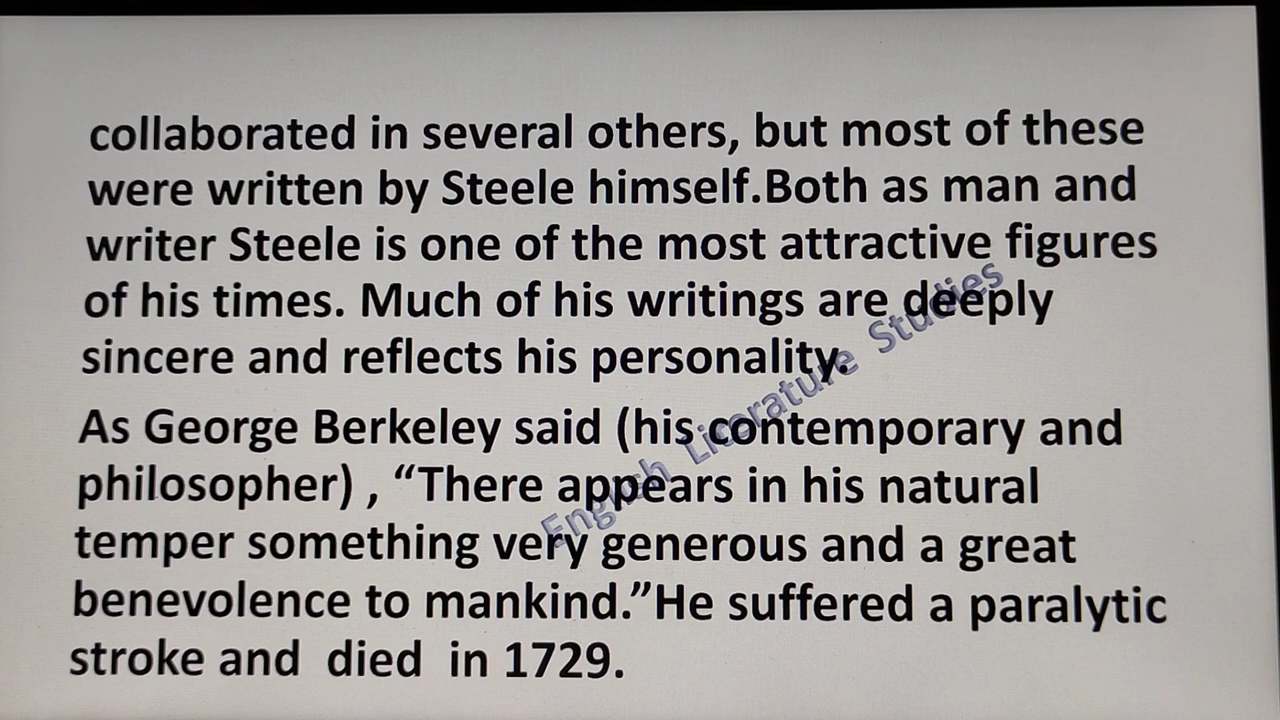 collaborated in several others, but most of these
were written by Steele himself.Both as man and
writer Steele is one of the most attractive figures
of his times. Much of his writings are deeply
sincere and reflects his personality.
As George Berkeley said (his contemporary and
philosopher) , “There appears in his natural
temper something very generous and a great
benevolence to mankind.”He suffered a paralytic
stroke and  died  in 1729.
English Literature Studies